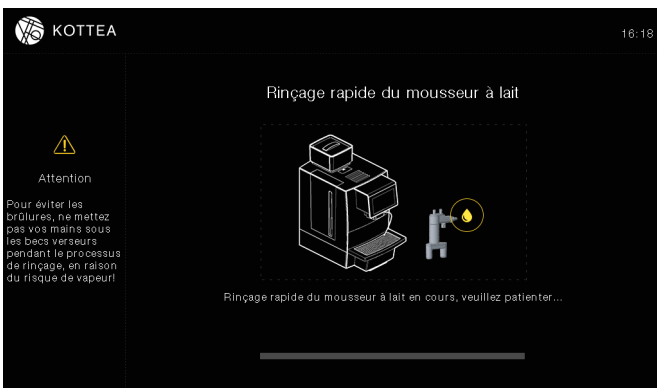 KOTTEA
16:18
Rinçage rapide du mousseur à lait
Attention
Pour éviter les
brûlures, ne mettez
pas vos mains sous
les becs verseurs
pendant le processus
de rinçage, en raison
du risque de vapeur!
Rinçage rapide du mousseur à lait en cours, veuillez patienter...